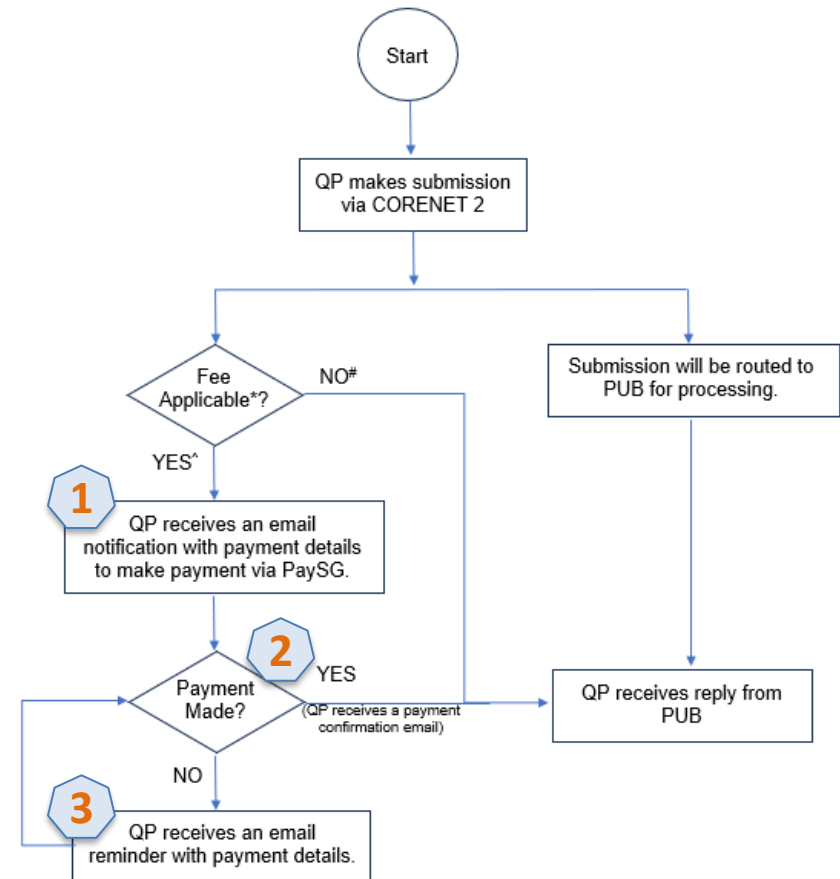 Start
QP makes submission
via CORENET 2
Fee
Applicable*?
NO#
YES^
Submission will be routed to
PUB for processing.
1
QP receives an email
notification with payment details
to make payment via PaySG.
2
Payment
Made?
YES
(QP receives a payment
confirmation email)
QP receives reply from
PUB
NO
3
QP receives an email
reminder with payment details.